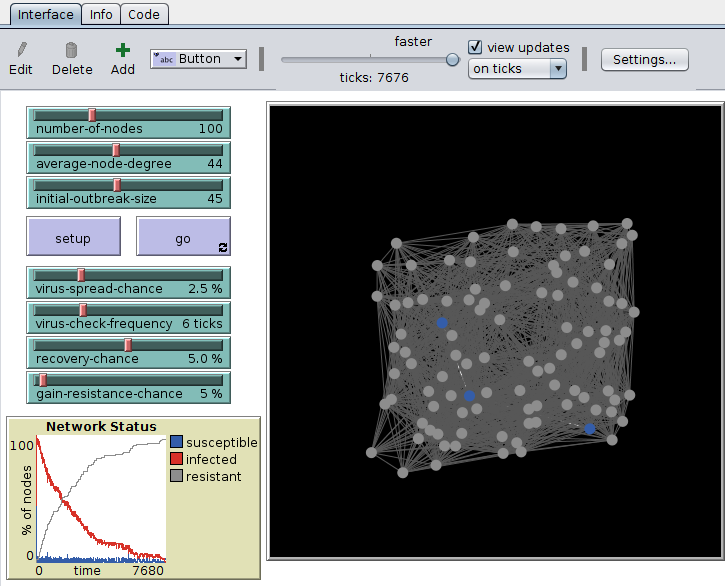 Interface Info Code
Edit Delete Add abc Button faster view updates
ticks: 7676 on ticks Settings...
number-of-nodes 100
average-node-degree 44
initial-outbreak-size 45
setup go
virus-spread-chance 2.5 %
virus-check-frequency 6 ticks
recovery-chance 5.0 %
gain-resistance-chance 5 %
Network Status
100
% of nodes
0
0 time 7680
susceptible
infected
resistant